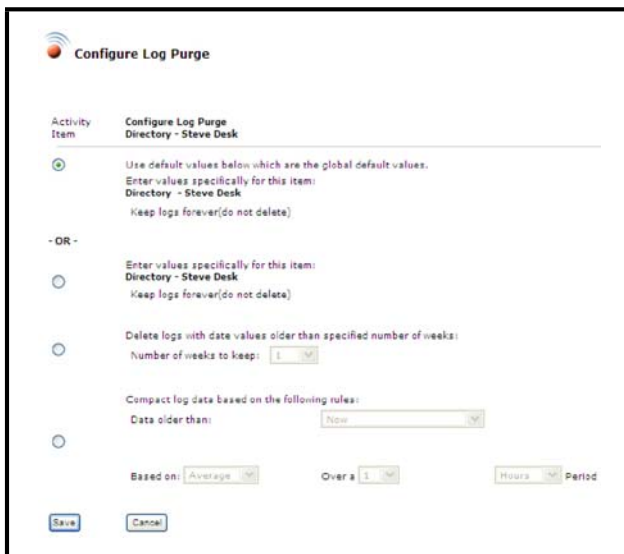 Configure Log Purge
Activity Configure Log Purge
Item Directory - Steve Desk
Use default values below which are the global default values.
Enter values specifically for this item:
Directory - Steve Desk
Keep logs forever(do not delete)
- OR -
Enter values specifically for this item:
Directory - Steve Desk
Keep logs forever(do not delete)
Delete logs with date values older than specified number of weeks:
Number of weeks to keep: 1
Compact log data based on the following rules:
Data older than: Now
Based on: Average Over a 1 Hours Period
Save Cancel